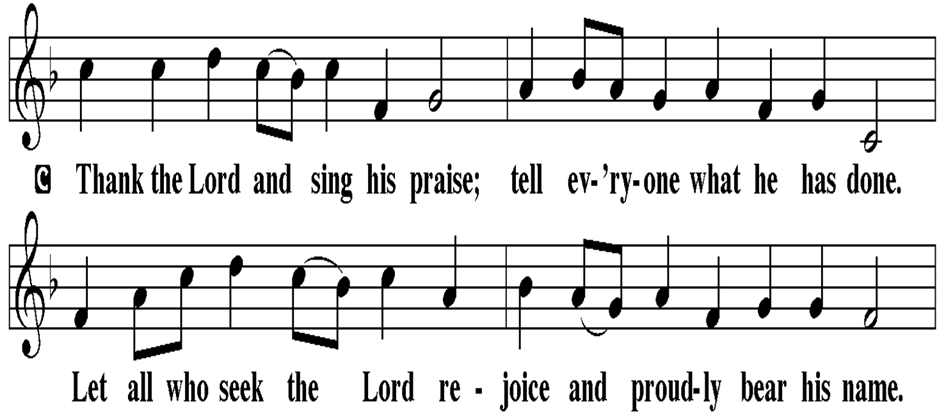 C Thank the Lord and sing his praise; tell ev-’ry-one what he has done.
Let all who seek the Lord re - joice and proud-ly bear his name.